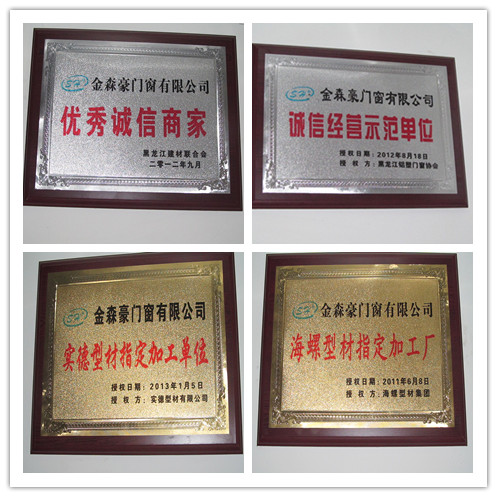 金森豪门窗有限公司
优秀诚信商家
黑龙江建材联合会
二零一二年九月
金森豪门窗有限公司
诚信经营示范单位
授权日期：2012年8月18日
授 权 方：黑龙江铝塑门窗协会
金森豪门窗有限公司
实德型材指定加工单位
授权日期：2013年1月5日
授 权 方：实德型材有限公司
金森豪门窗有限公司
海螺型材指定加工厂
授权日期：2011年6月8日
授 权 方：海螺型材集团